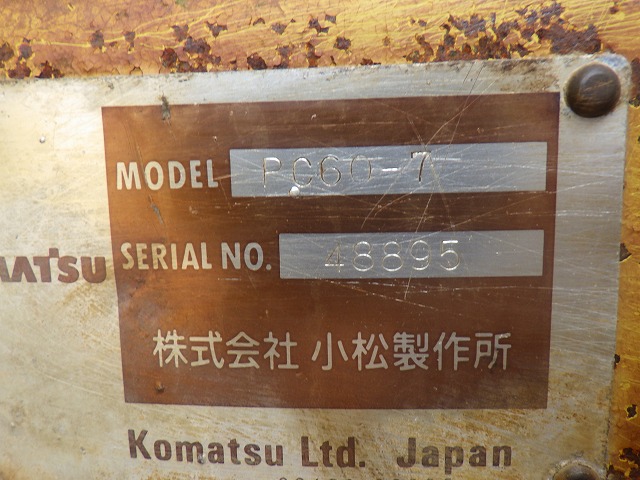 MODEL PC60-7
SERIAL NO. 48895
MATSU
株式会社 小松製作所
Komatsu Ltd. Japan